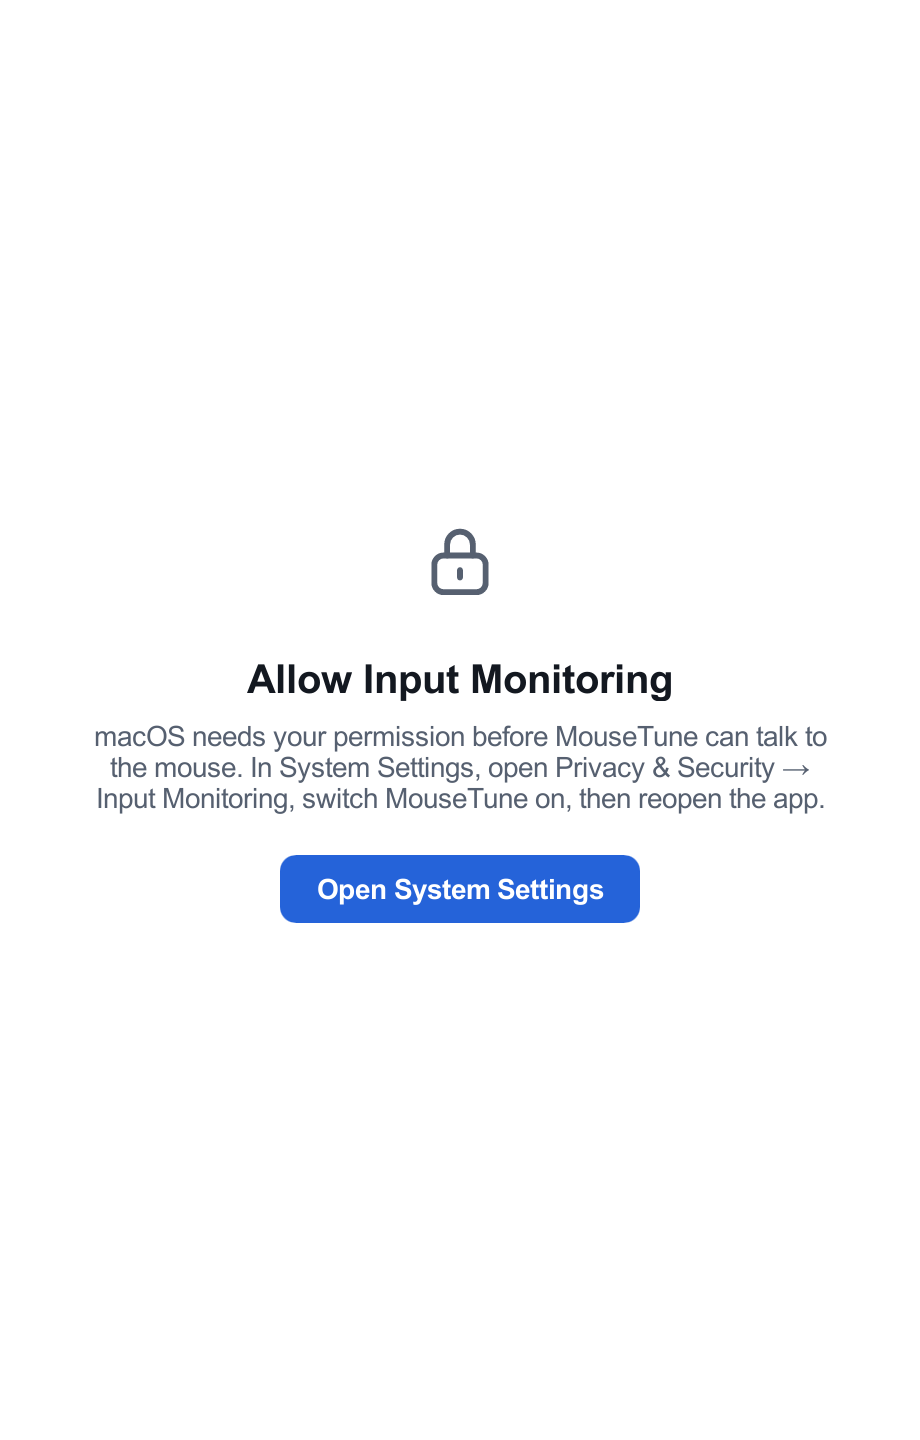 Allow Input Monitoring
macOS needs your permission before MouseTune can talk to
the mouse. In System Settings, open Privacy & Security →
Input Monitoring, switch MouseTune on, then reopen the app.
Open System Settings